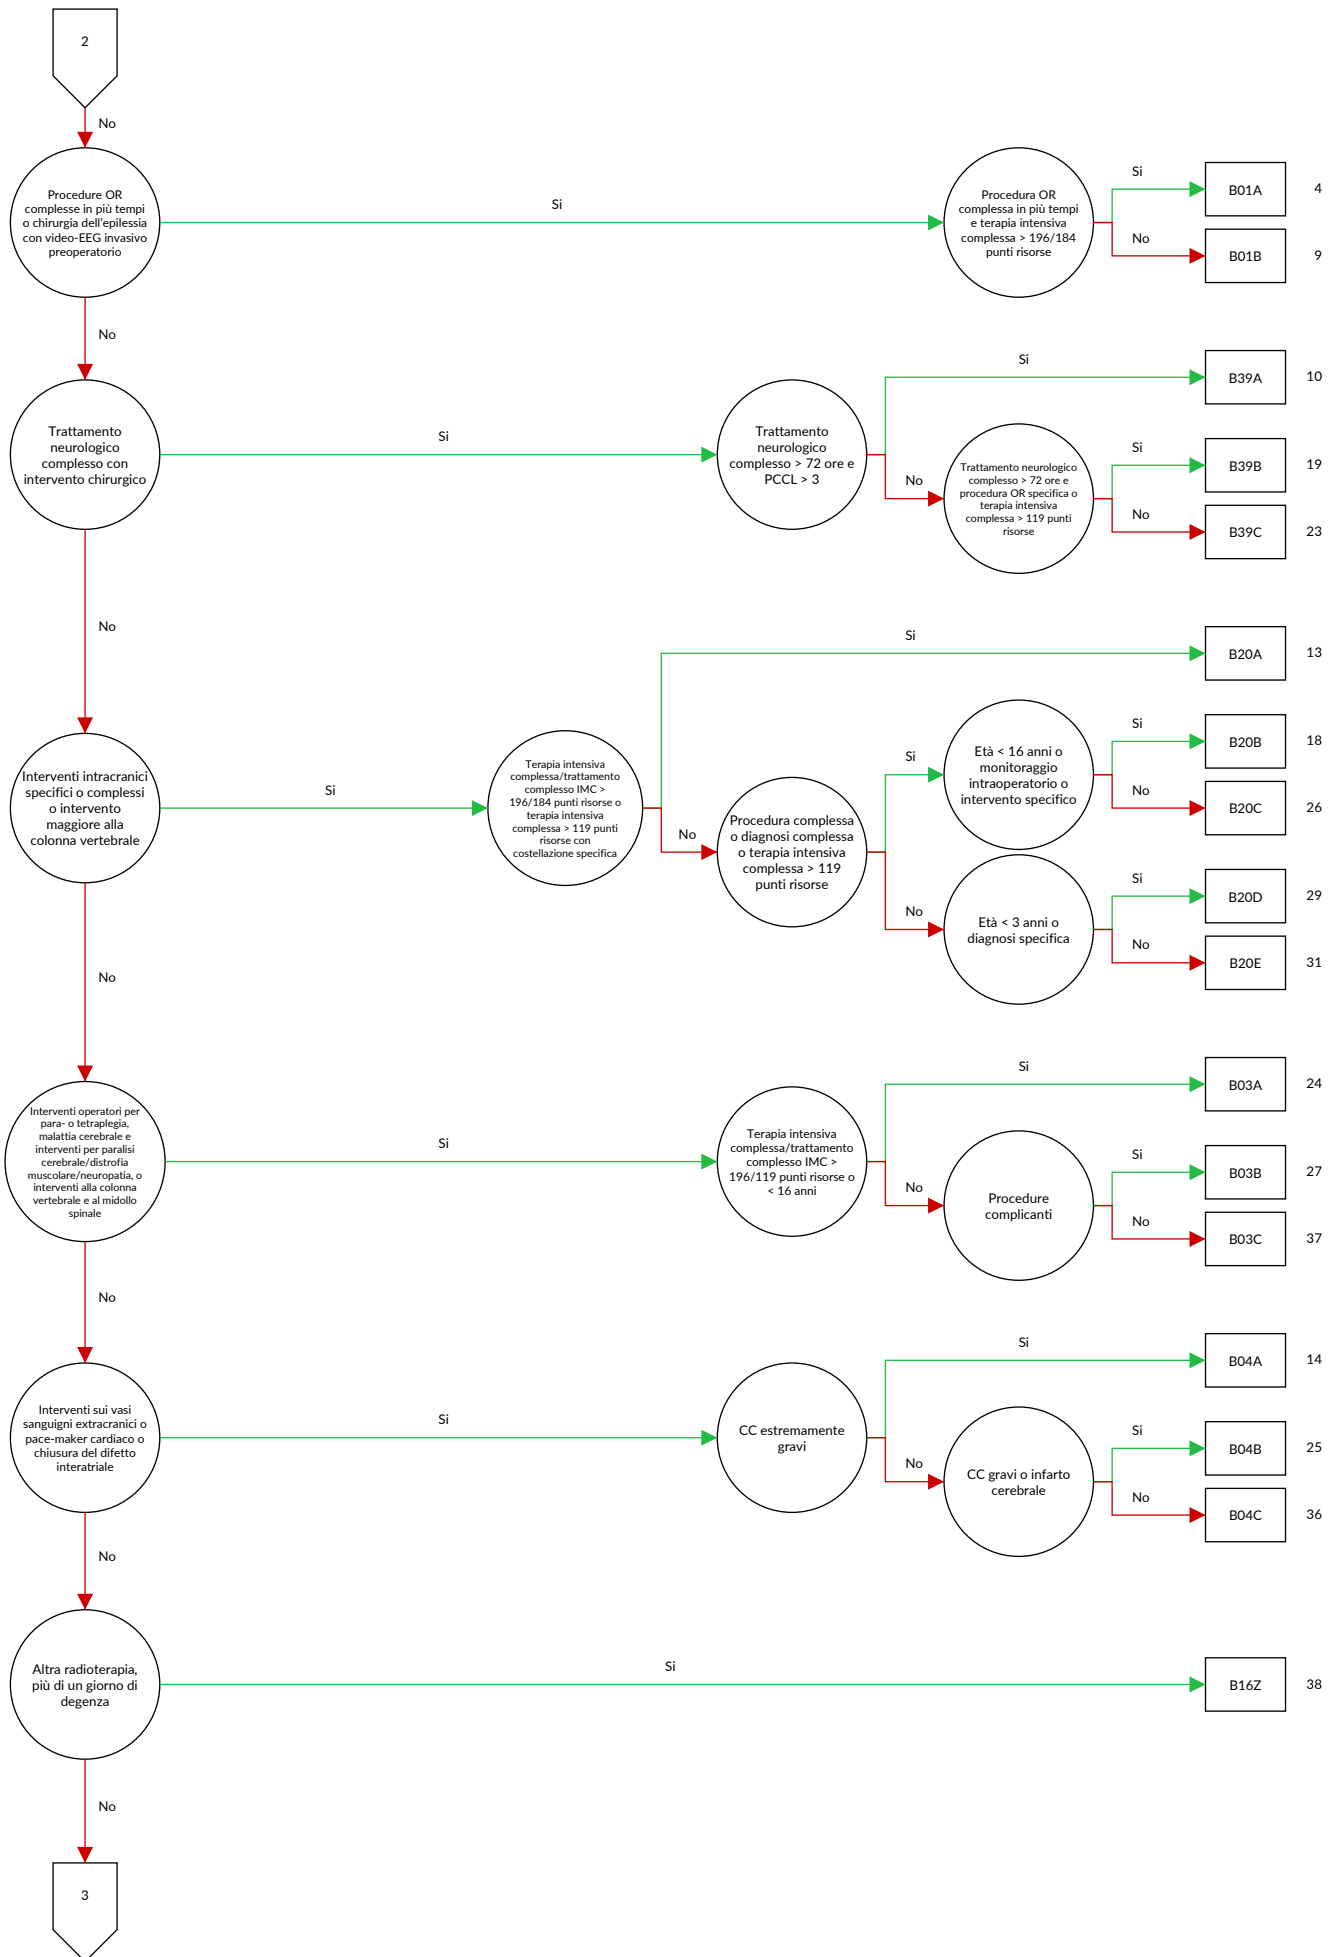 2
No
Procedure OR
complesse in più tempi
o chirurgia dell'epilessia
con video-EEG invasivo
preoperatorio
Si
Procedura OR
complessa in più tempi
e terapia intensiva
complessa > 196/184
punti risorse
Si
B01A
4
No
B01B
9
No
Trattamento
neurologico
complesso con
intervento chirurgico
Si
Trattamento
neurologico
complesso > 72 ore e
PCCL > 3
Si
B39A
10
No
Trattamento neurologico
complesso > 72 ore e
procedura OR specifica o
terapia intensiva
complessa > 119 punti
risorse
Si
B39B
19
No
B39C
23
No
Interventi intracranici
specifici o complessi
o intervento
maggiore alla
colonna vertebrale
Si
Terapia intensiva
complessa/trattamento
complesso IMC >
196/184 punti risorse o
terapia intensiva
complessa > 119 punti
risorse con
costellazione specifica
Si
B20A
13
No
Procedura complessa
o diagnosi complessa
o terapia intensiva
complessa > 119
punti risorse
Si
Età < 16 anni o
monitoraggio
intraoperatorio o
intervento specifico
Si
B20B
18
No
B20C
26
No
Età < 3 anni o
diagnosi specifica
Si
B20D
29
No
B20E
31
No
Interventi operatori per
para- o tetraplegia,
malattia cerebrale e
interventi per paralisi
cerebrale/distrofia
muscolare/neuropatia, o
interventi alla colonna
vertebrale e al midollo
spinale
Si
Terapia intensiva
complessa/trattamento
complesso IMC >
196/119 punti risorse o
< 16 anni
Si
B03A
24
No
Procedure
complicanti
Si
B03B
27
No
B03C
37
No
Interventi sui vasi
sanguigni extracranici o
pace-maker cardiaco o
chiusura del difetto
interatriale
Si
CC estremamente
gravi
Si
B04A
14
No
CC gravi o infarto
cerebrale
Si
B04B
25
No
B04C
36
No
Altra radioterapia,
più di un giorno di
degenza
Si
B16Z
38
No
3